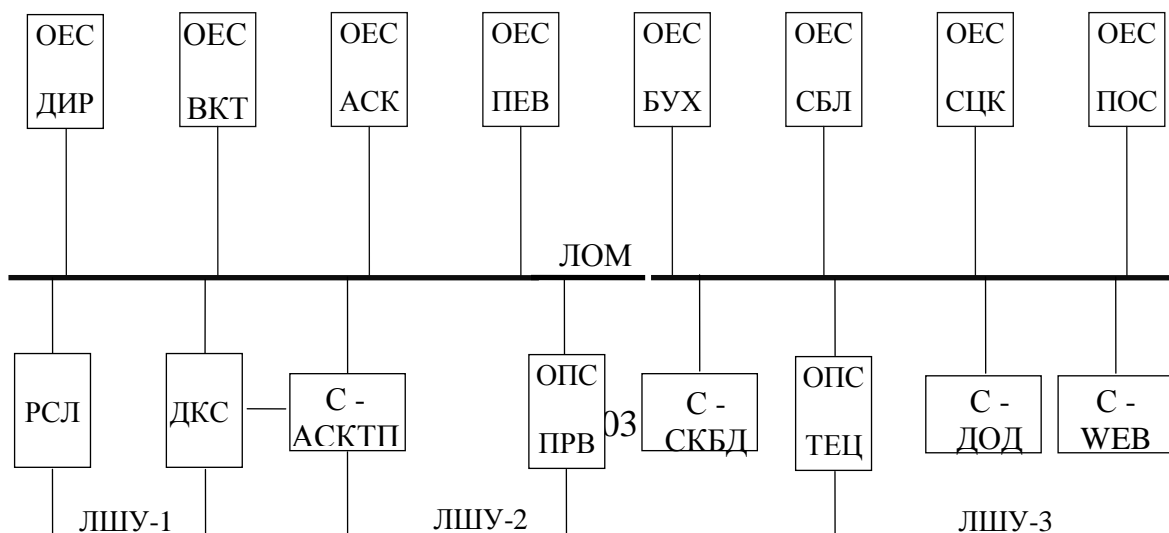 ОЕС ОЕС ОЕС ОЕС ОЕС ОЕС ОЕС ОЕС
ДИР ВКТ АСК ПЕВ БУХ СБЛ СЦК ПОС
ЛОМ
РСЛ
ДКС
С -
АСКТП
ОПС
ПРВ
03
С -
СКБД
ОПС
ТЕЦ
С -
ДОД
С -
WEB
ЛШУ-1 ЛШУ-2 ЛШУ-3